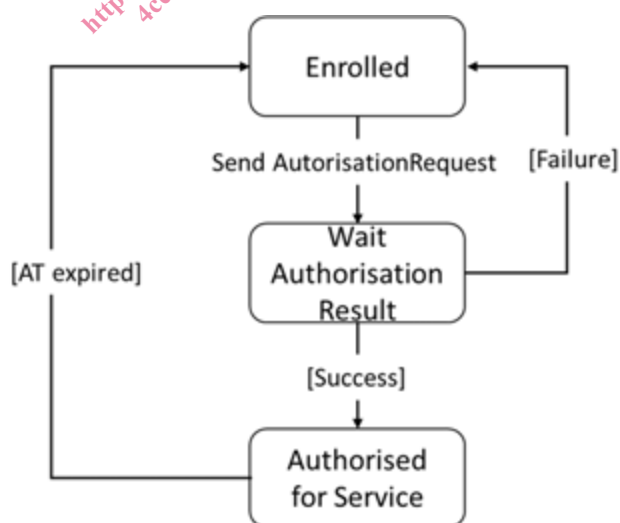 Enrolled
Send AutorisationRequest
[Failure]
Wait
Authorisation
Result
[AT expired]
[Success]
Authorised
for Service